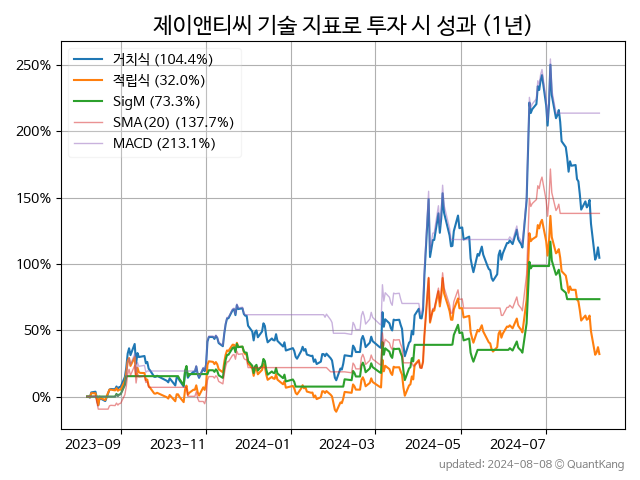 제이앤티씨 기술 지표로 투자 시 성과 (1년)
거치식 (104.4%)
적립식 (32.0%)
SigM (73.3%)
SMA(20) (137.7%)
MACD (213.1%)
250%
200%
150%
100%
50%
0%
2023-09 2023-11 2024-01 2024-03 2024-05 2024-07
updated: 2024-08-08 © QuantKang